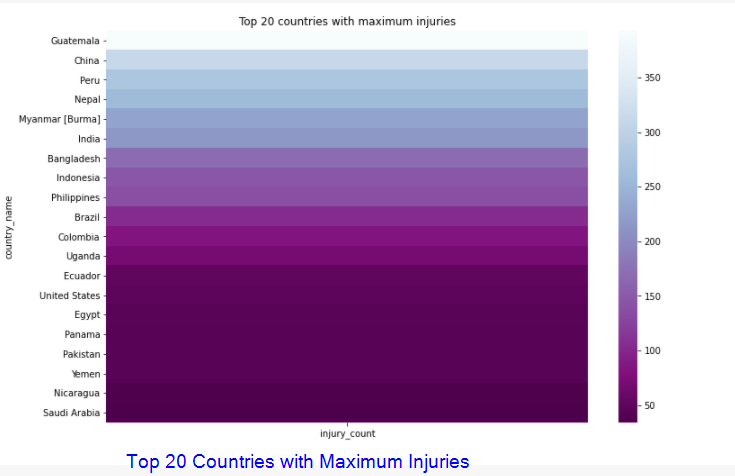 Top 20 countries with maximum injuries
Guatemala
China
Peru
Nepal
Myanmar [Burma]
India
Bangladesh
Indonesia
Philippines
Brazil
Colombia
Uganda
Ecuador
United States
Egypt
Panama
Pakistan
Yemen
Nicaragua
Saudi Arabia
country_name
injury_count
350
300
250
200
150
100
50
Top 20 Countries with Maximum Injuries